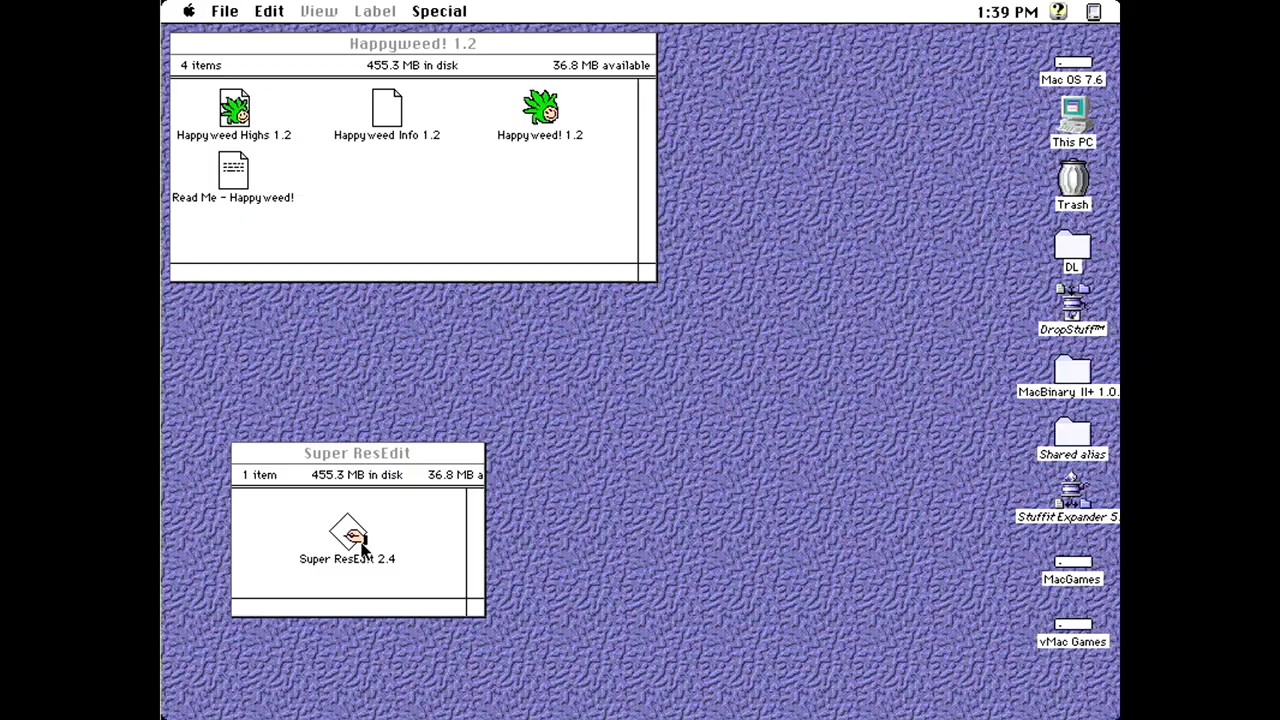 File Edit View Label Special 1:39 PM
Happyweed! 1.2
4 items 455.3 MB in disk 36.8 MB available
Happyweed Highs 1.2 Happyweed Info 1.2 Happyweed! 1.2
Read Me - Happyweed!
Super ResEdit
1 item 455.3 MB in disk 36.8 MB a
Super ResEdit 2.4
Mac OS 7.6
This PC
Trash
DL
DropStuff™
MacBinary II+ 1.0.
Shared alias
StuffIt Expander 5.
MacGames
vMac Games